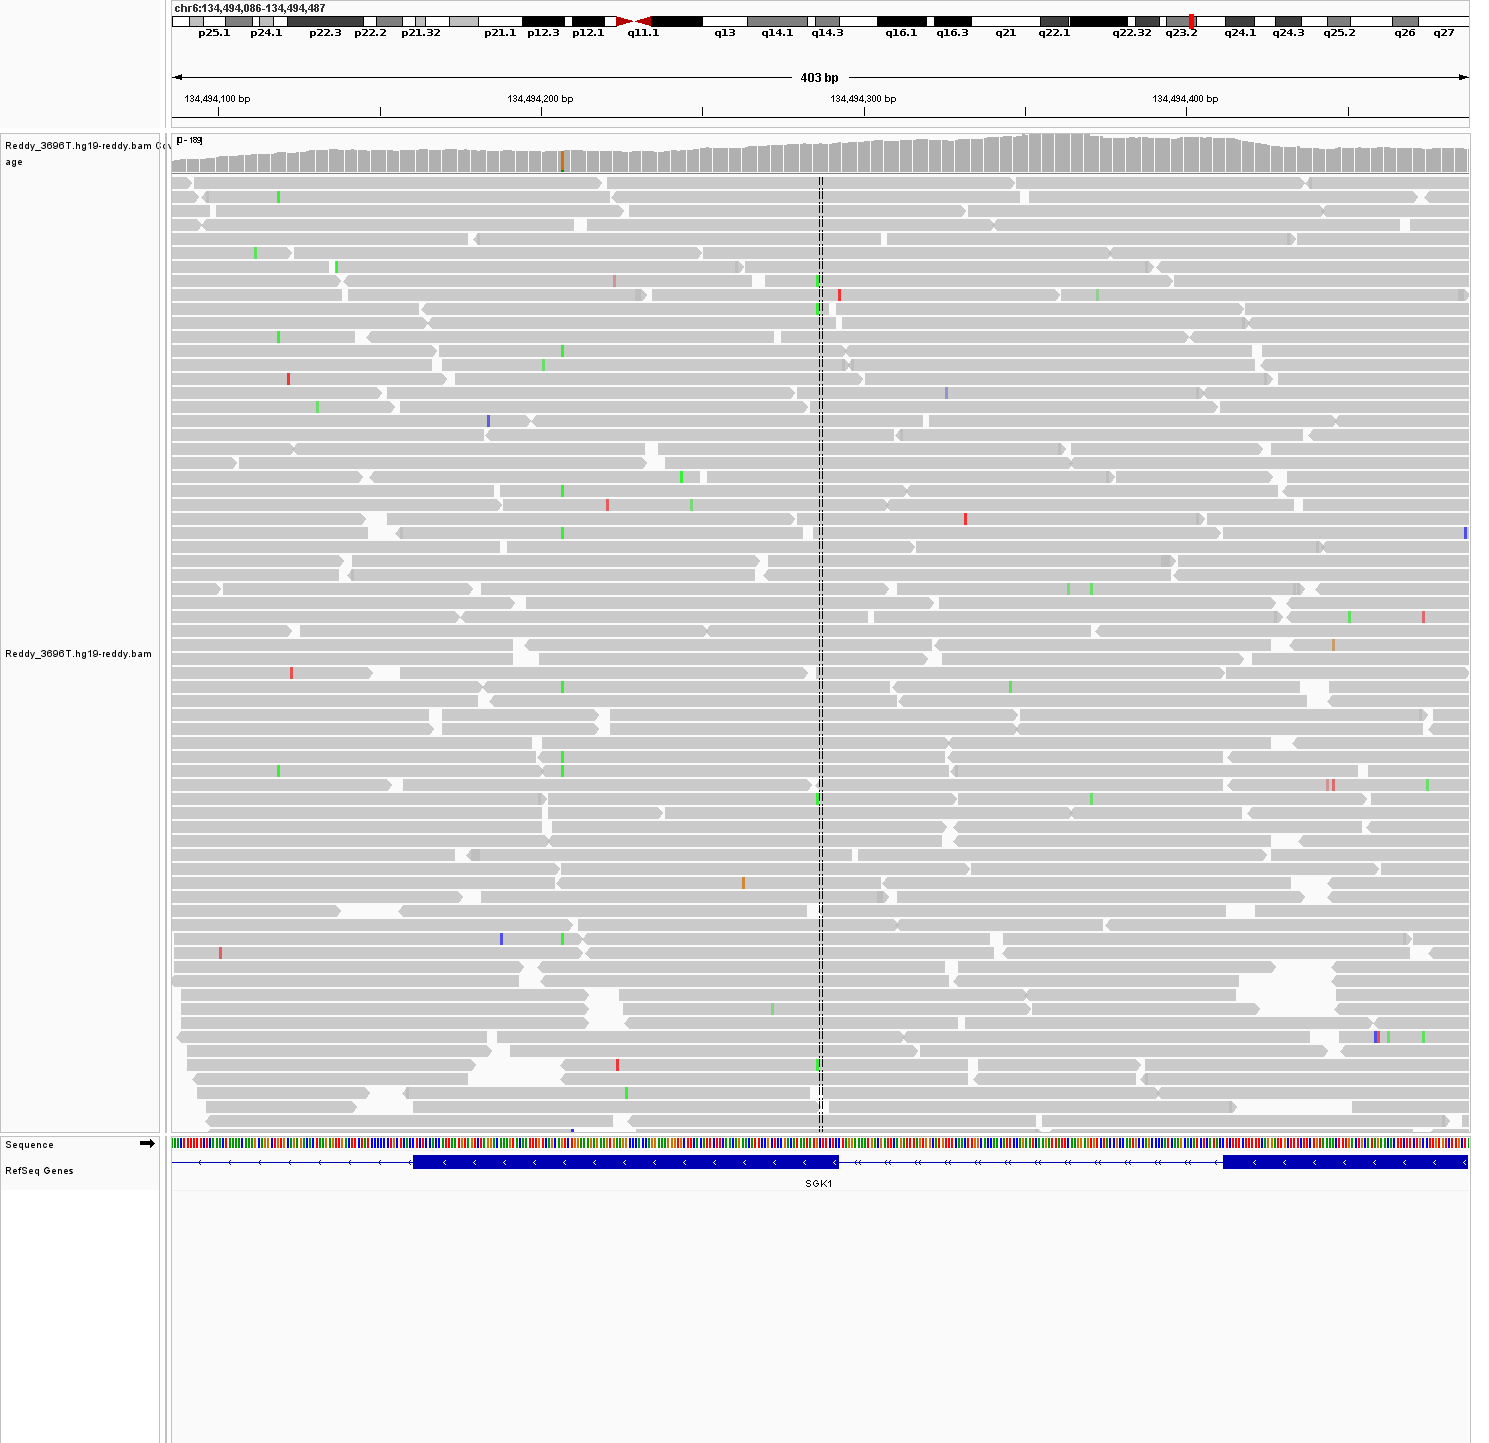 chr6:134,494,086-134,494,487
p25.1 p24.1 p22.3 p22.2 p21.32 p21.1 p12.3 p12.1 q11.1 q13 q14.1 q14.3 q16.1 q16.3 q21 q22.1 q22.32 q23.2 q24.1 q24.3 q25.2 q26 q27
403 bp
134,494,100 bp 134,494,200 bp 134,494,300 bp 134,494,400 bp
[0 - 189]
Reddy_3696T.hg19-reddy.bam Cov
age
Reddy_3696T.hg19-reddy.bam
Sequence
RefSeq Genes
SGK1